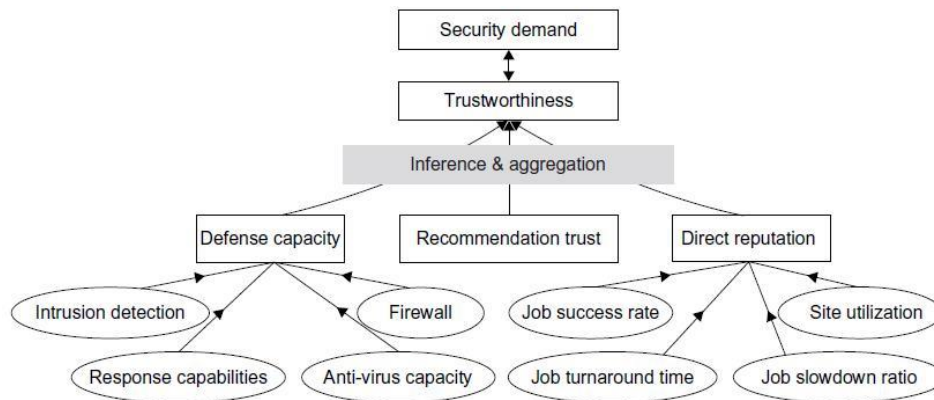 Security demand
Trustworthiness
Inference & aggregation
Defense capacity
Recommendation trust
Direct reputation
Intrusion detection
Firewall
Job success rate
Site utilization
Response capabilities
Anti-virus capacity
Job turnaround time
Job slowdown ratio